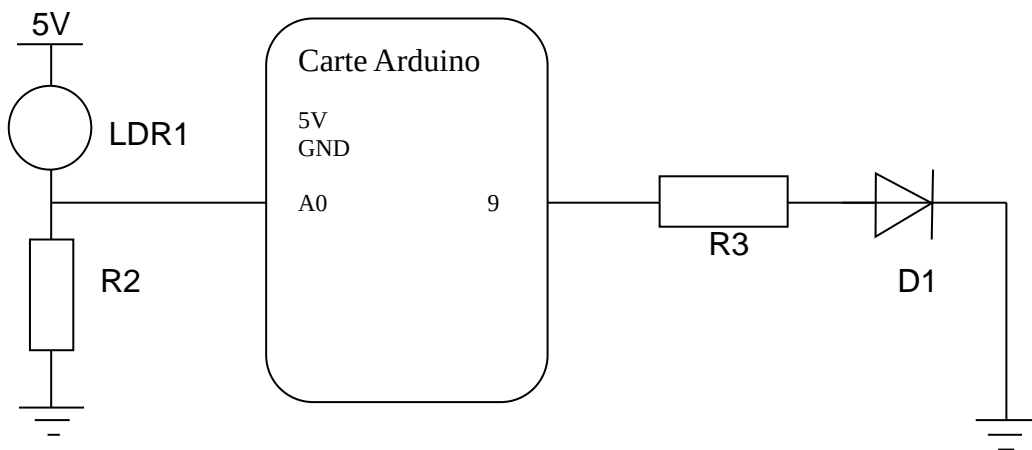 5V
LDR1
R2
Carte Arduino
5V
GND
A0
9
R3
D1